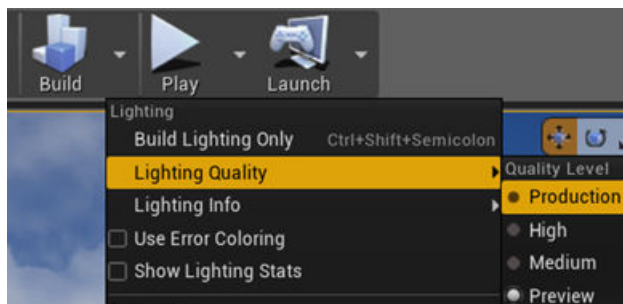 Build
Play
Launch
Lighting
Build Lighting Only Ctrl+Shift+Semicolon
Lighting Quality
Lighting Info
Use Error Coloring
Show Lighting Stats
Quality Level
Production
High
Medium
Preview